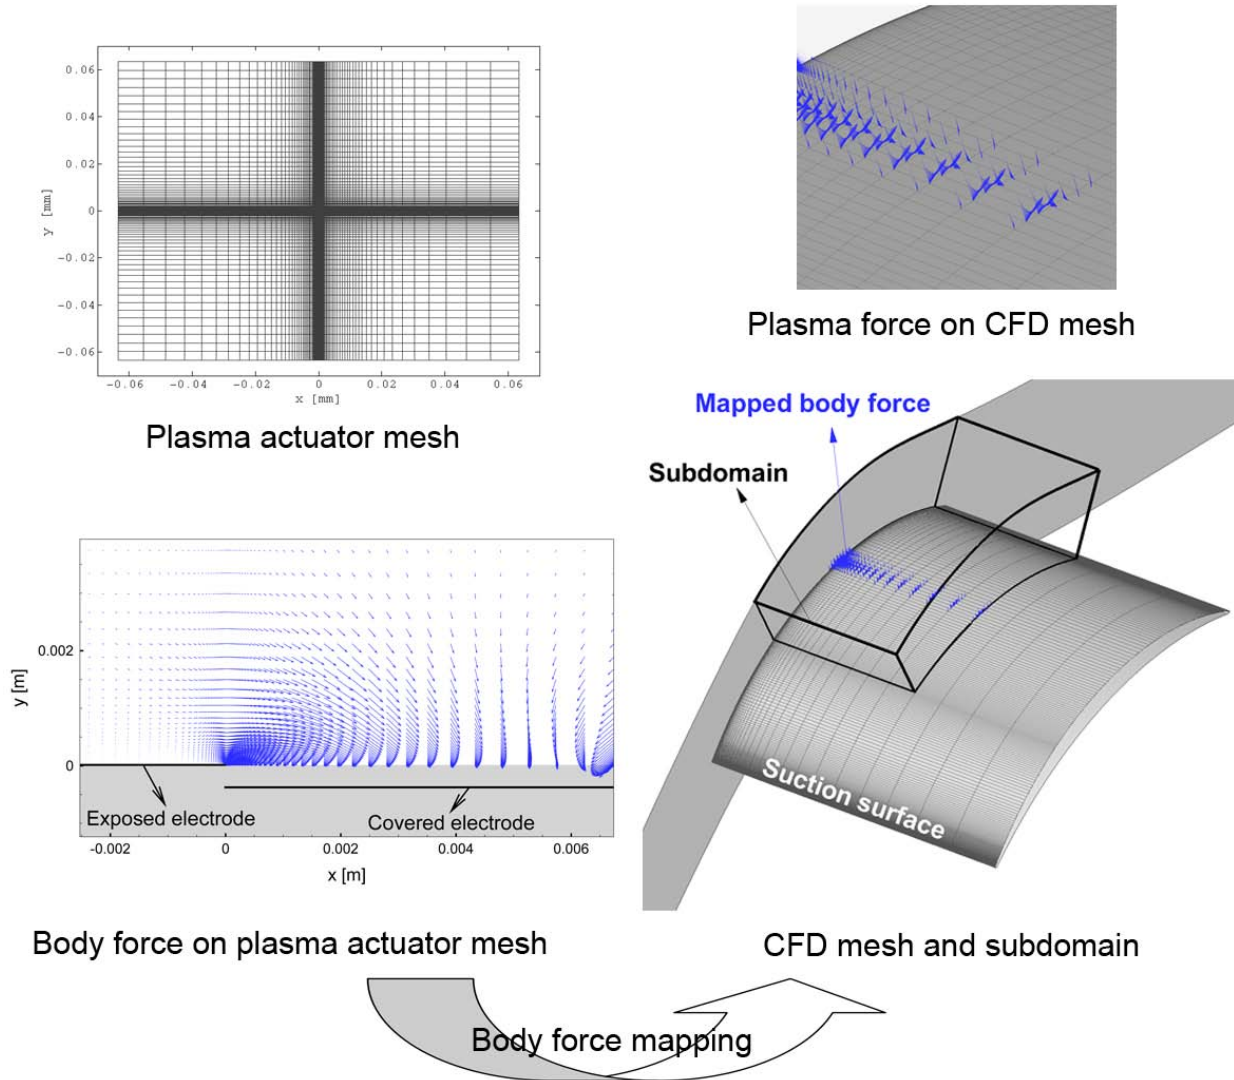 0.06
0.04
0.02
0
-0.02
-0.04
-0.06
y [mm]
-0.06 -0.04 -0.02 0 0.02 0.04 0.06
x [mm]
Plasma actuator mesh
Plasma force on CFD mesh
Mapped body force
Subdomain
Suction surface
CFD mesh and subdomain
0.002
0
y [m]
Exposed electrode
Covered electrode
-0.002 0 0.002 0.004 0.006
x [m]
Body force on plasma actuator mesh
Body force mapping